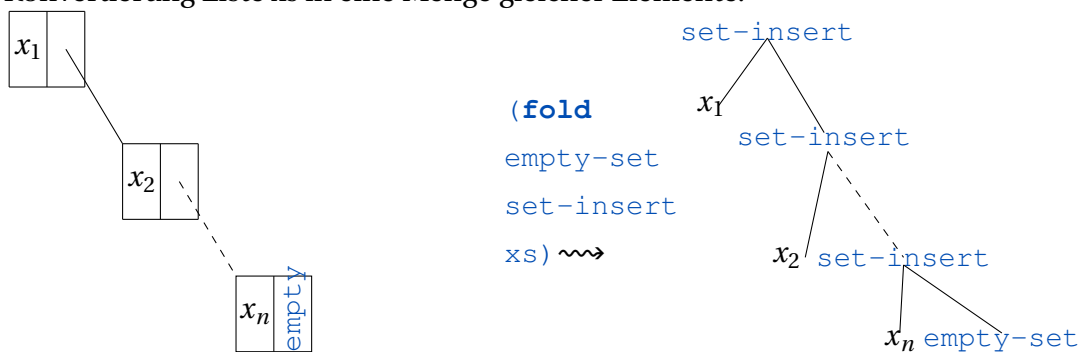 Konvertierung Liste xs in eine Menge gleicher Elemente:
x₁
x₂
xₙ empty
(fold
empty-set
set-insert
xs) ⇝
set-insert
x₁
set-insert
x₂ set-insert
xₙ empty-set